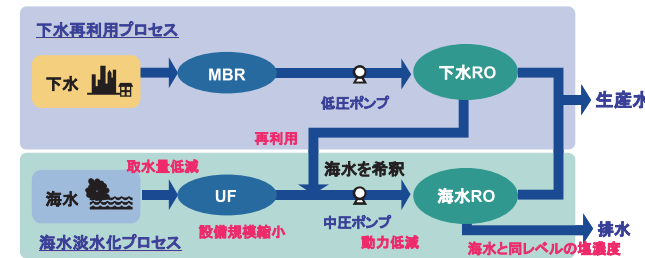 下水再利用プロセス
下水
MBR
低圧ポンプ
下水RO
生産水
再利用
取水量低減
海水を希釈
海水
UF
中圧ポンプ
海水RO
設備規模縮小
動力低減
排水
海水と同レベルの塩濃度
海水淡水化プロセス